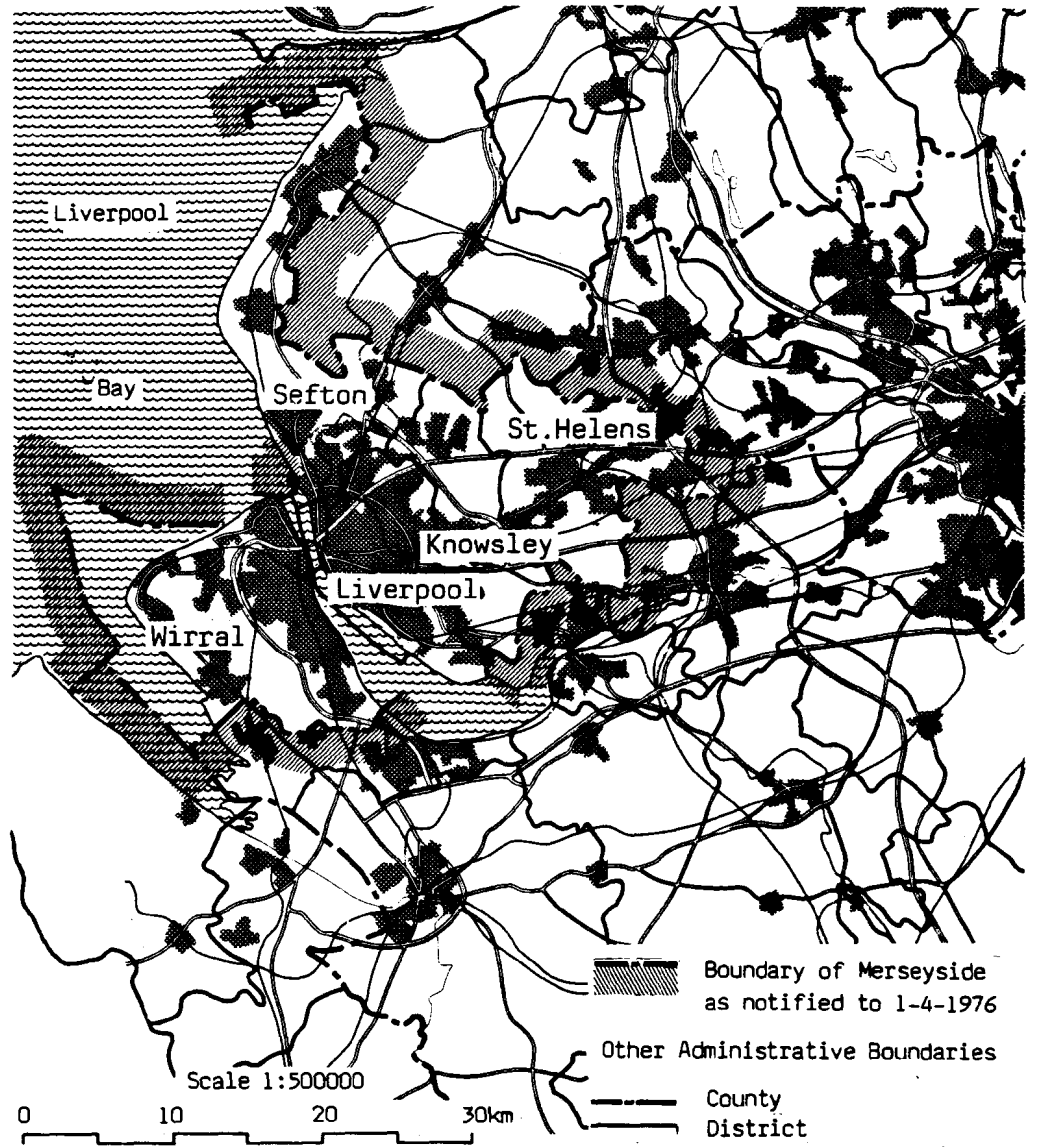 Liverpool
Bay
Sefton
St.Helens
Knowsley
Liverpool
Wirral
Boundary of Merseyside
as notified to 1-4-1976
Other Administrative Boundaries
County
District
Scale 1:500000
0 10 20 30km